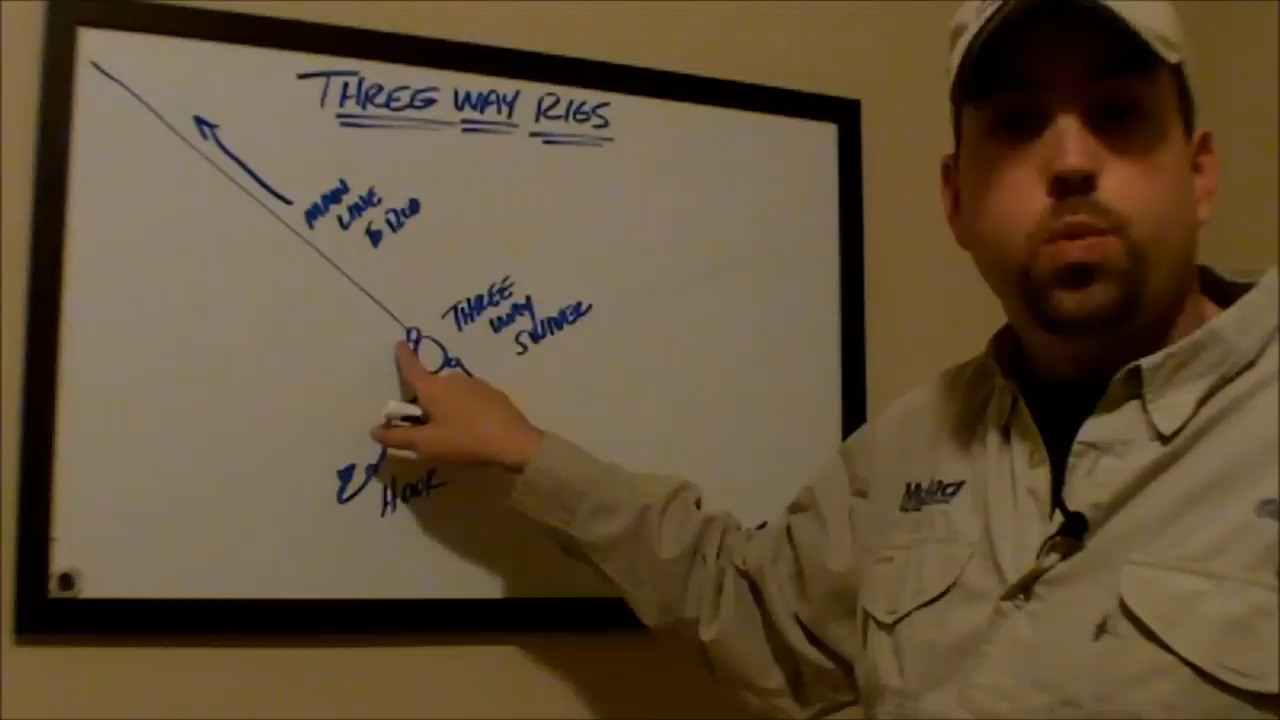 THREE WAY RIGS
MAIN
LINE
TO ROD
THREE
WAY
SWIVEL
HOOK